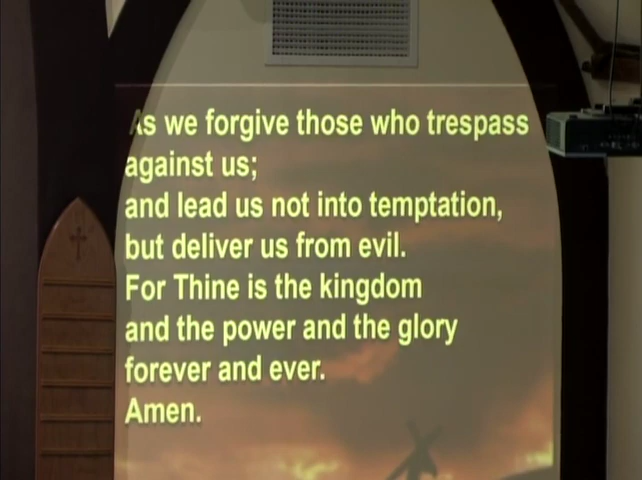 As we forgive those who trespass
against us;
and lead us not into temptation,
but deliver us from evil.
For Thine is the kingdom
and the power and the glory
forever and ever.
Amen.